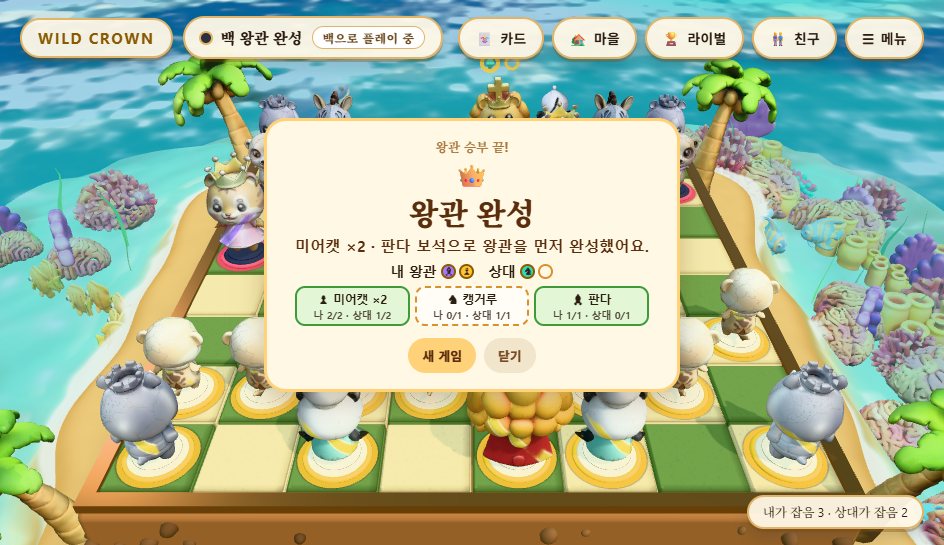 WILD CROWN
백 왕관 완성 백으로 플레이 중
카드
마을
라이벌
친구
☰ 메뉴
왕관 승부 끝!
왕관 완성
미어캣 ×2 · 판다 보석으로 왕관을 먼저 완성했어요.
내 왕관 상대
미어캣 ×2
나 2/2 · 상대 1/2
캥거루
나 0/1 · 상대 1/1
판다
나 1/1 · 상대 0/1
새 게임
닫기
내가 잡음 3 · 상대가 잡음 2